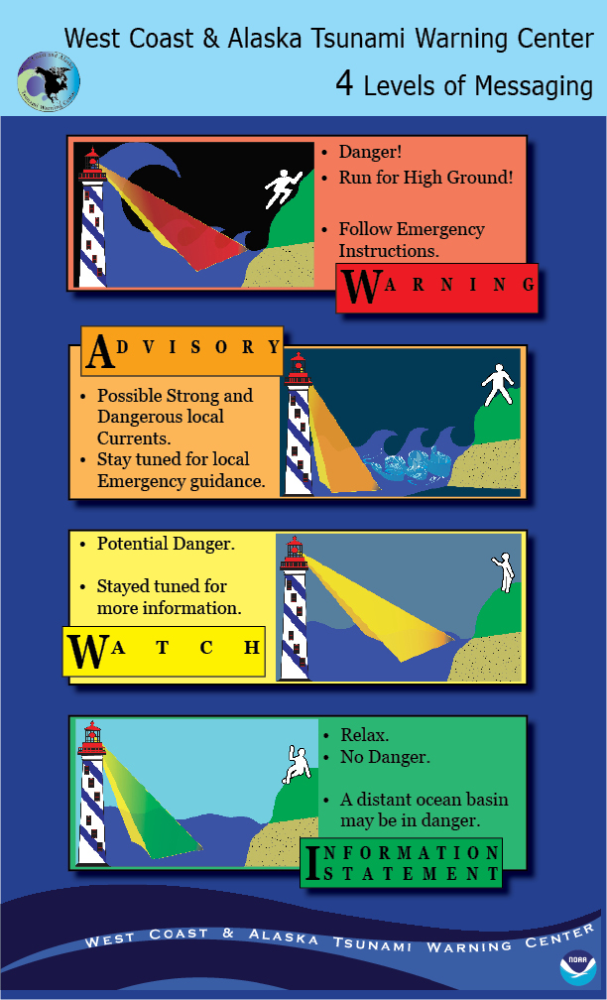 West Coast & Alaska Tsunami Warning Center
4 Levels of Messaging
• Danger!
• Run for High Ground!
• Follow Emergency
Instructions.
WARNING
ADVISORY
• Possible Strong and
Dangerous local
Currents.
• Stay tuned for local
Emergency guidance.
• Potential Danger.
• Stayed tuned for
more information.
WATCH
• Relax.
• No Danger.
• A distant ocean basin
may be in danger.
INFORMATION
STATEMENT
WEST COAST & ALASKA TSUNAMI WARNING CENTER
NOAA